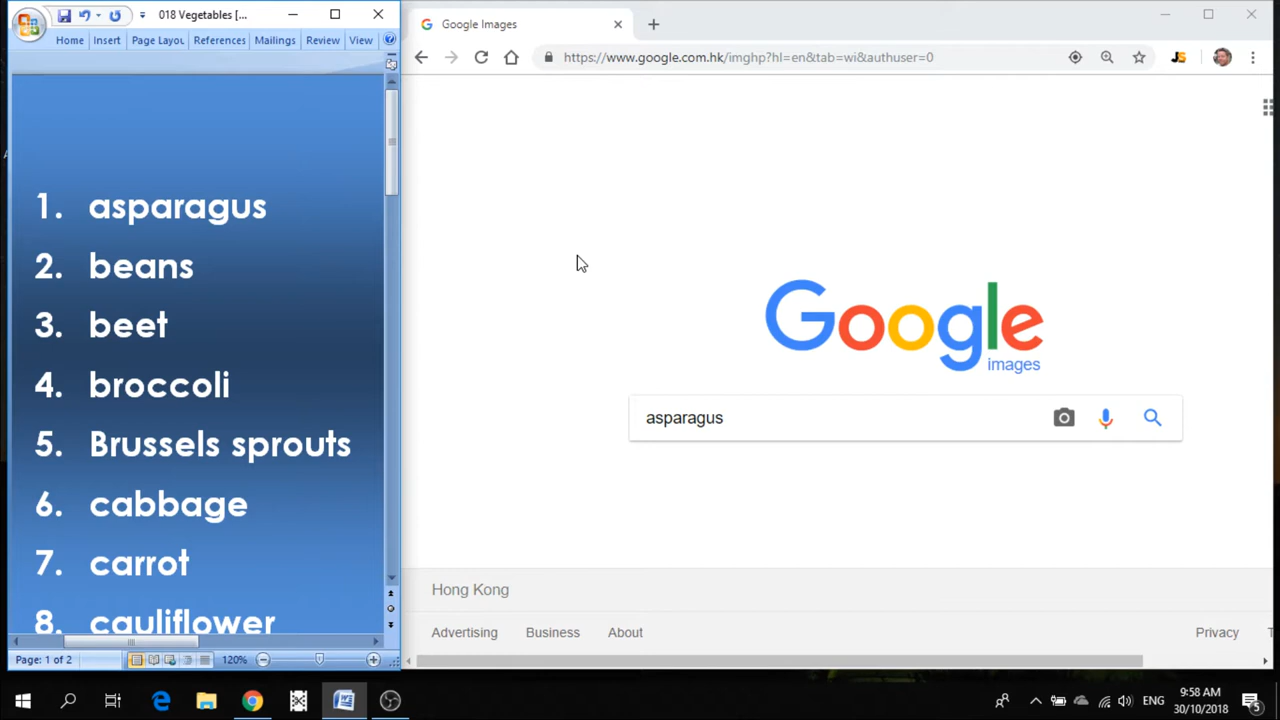 018 Vegetables [...
Home Insert Page Layou References Mailings Review View
1. asparagus
2. beans
3. beet
4. broccoli
5. Brussels sprouts
6. cabbage
7. carrot
8. cauliflower
Page: 1 of 2 120%
Google Images
https://www.google.com.hk/imghp?hl=en&tab=wi&authuser=0
JS
Google
images
asparagus
Hong Kong
Advertising Business About Privacy T
ENG
9:58 AM
30/10/2018
5